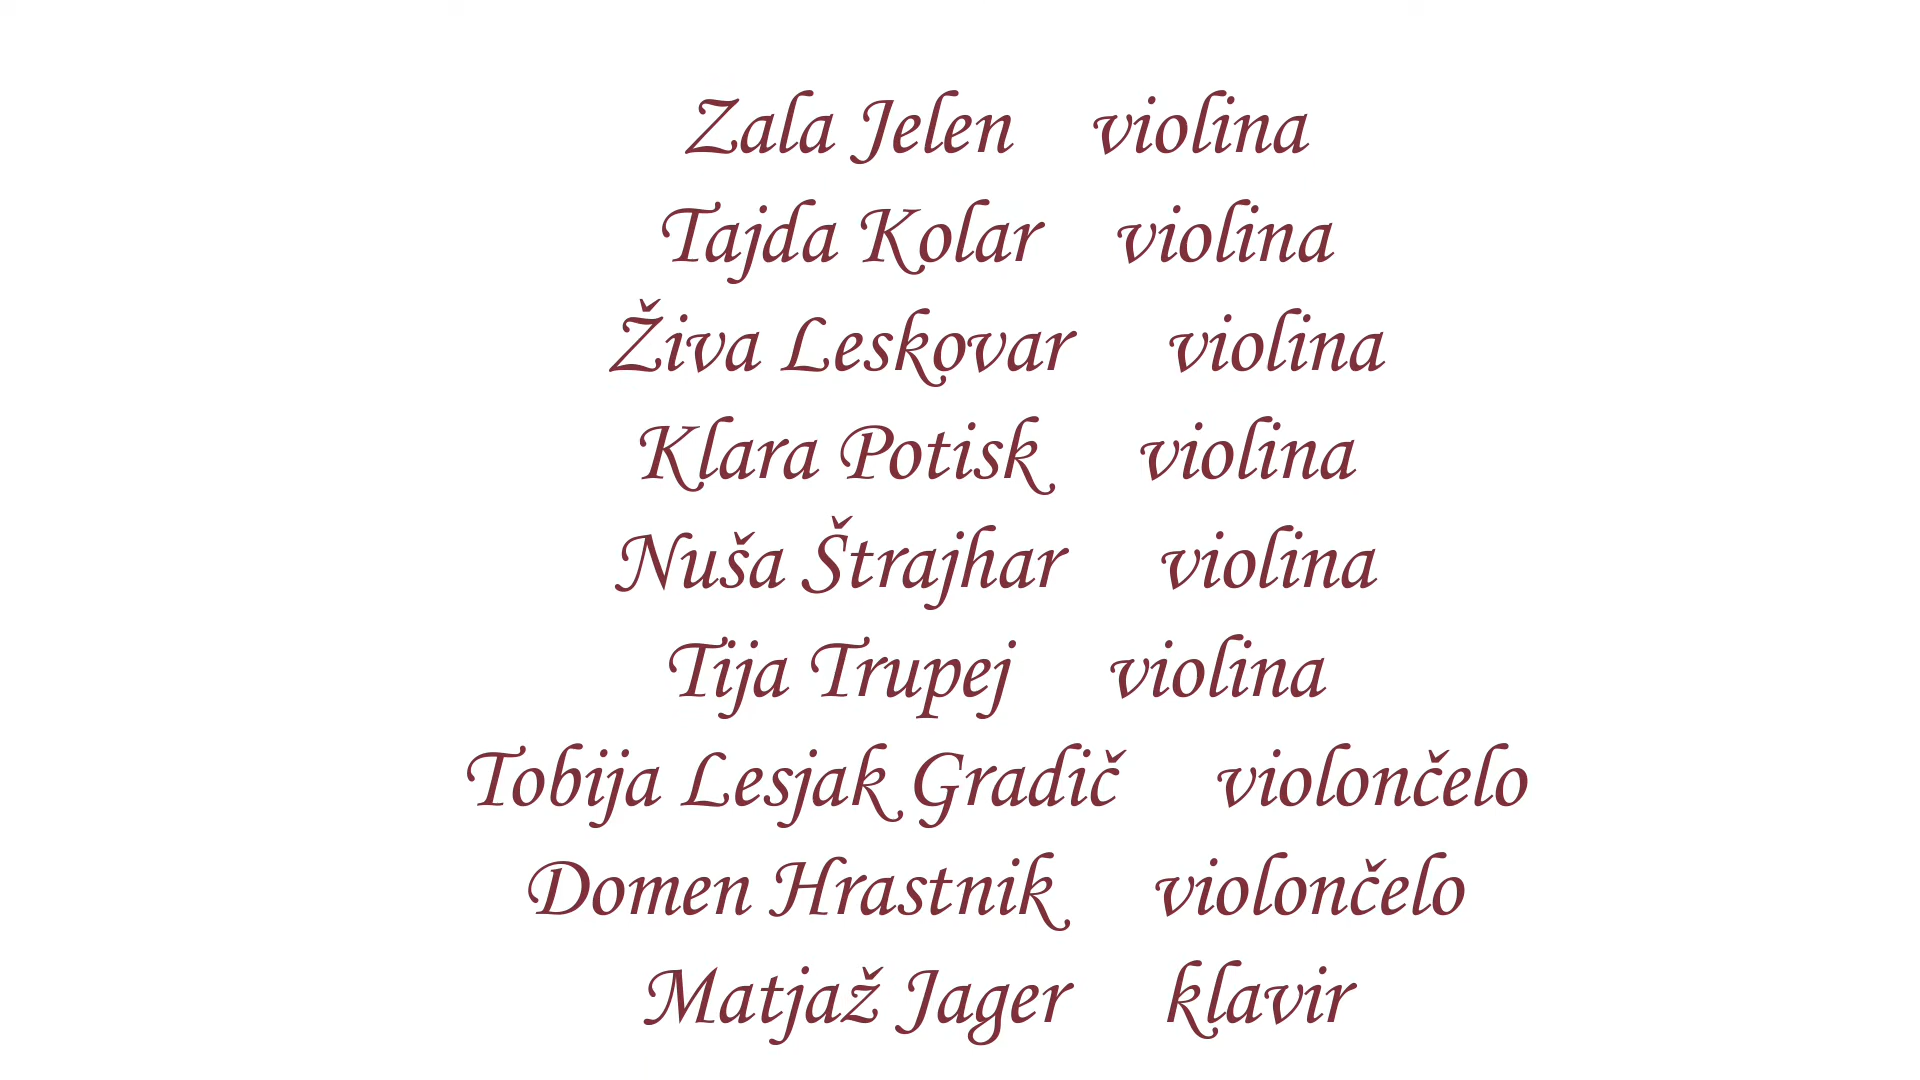 Zala Jelen violina
Tajda Kolar violina
Živa Leskovar violina
Klara Potisk violina
Nuša Štrajhar violina
Tija Trupej violina
Tobija Lesjak Gradič violončelo
Domen Hrastnik violončelo
Matjaž Jager klavir